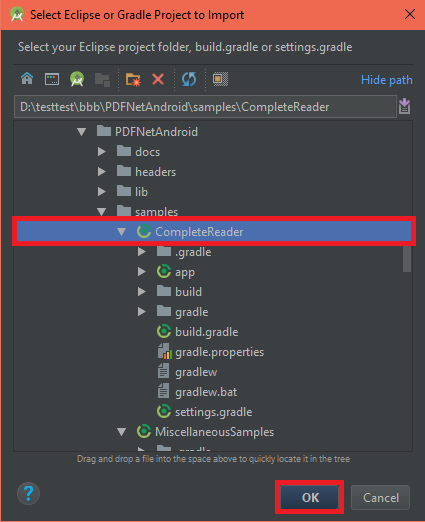 Select Eclipse or Gradle Project to Import
Select your Eclipse project folder, build.gradle or settings.gradle
Hide path
D:\testtest\bbb\PDFNetAndroid\samples\CompleteReader
PDFNetAndroid
docs
headers
lib
samples
CompleteReader
.gradle
app
build
gradle
build.gradle
gradle.properties
gradlew
gradlew.bat
settings.gradle
MiscellaneousSamples
.gradle
Drag and drop a file into the space above to quickly locate it in the tree
?
OK
Cancel